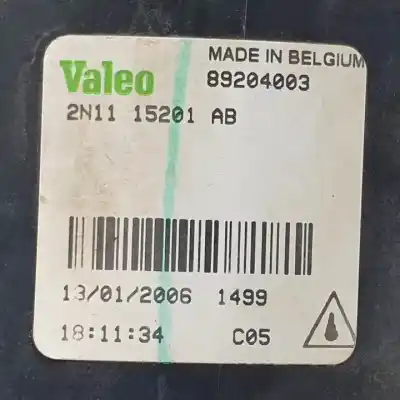 MADE IN BELGIUM
Valeo 89204003
2N11 15201 AB
13/01/2006 1499
18:11:34 C05